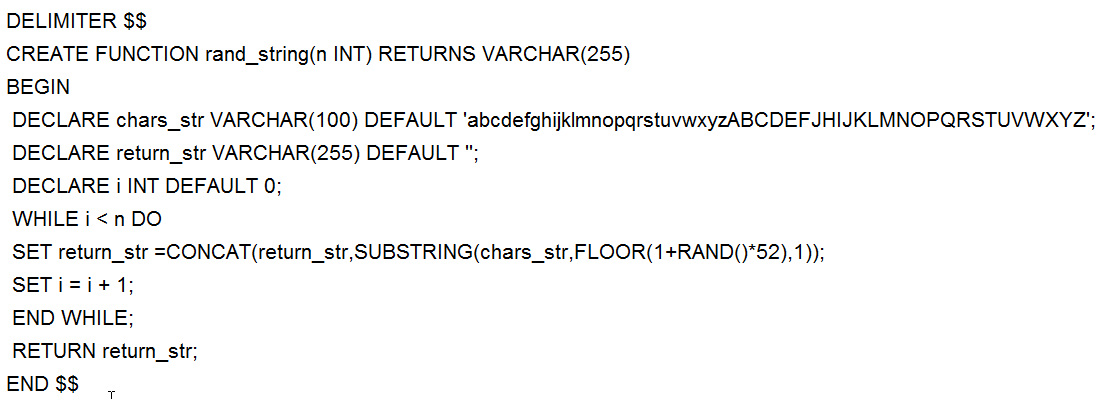 DELIMITER $$
CREATE FUNCTION rand_string(n INT) RETURNS VARCHAR(255)
BEGIN
DECLARE chars_str VARCHAR(100) DEFAULT 'abcdefghijklmnopqrstuvwxyzABCDEFJHIJKLMNOPQRSTUVWXYZ';
DECLARE return_str VARCHAR(255) DEFAULT '';
DECLARE i INT DEFAULT 0;
WHILE i < n DO
SET return_str =CONCAT(return_str,SUBSTRING(chars_str,FLOOR(1+RAND()*52),1));
SET i = i + 1;
END WHILE;
RETURN return_str;
END $$